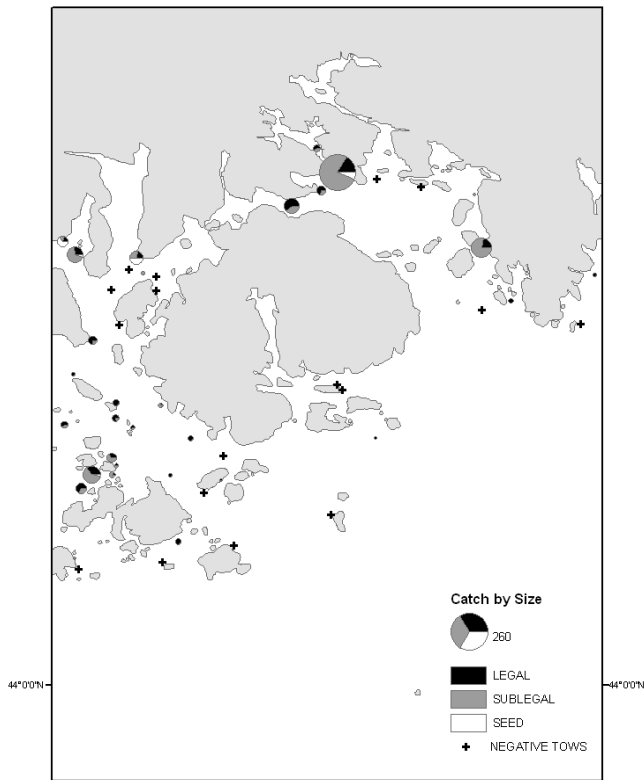 Catch by Size
260
LEGAL
SUBLEGAL
SEED
NEGATIVE TOWS
44°0'0"N
44°0'0"N